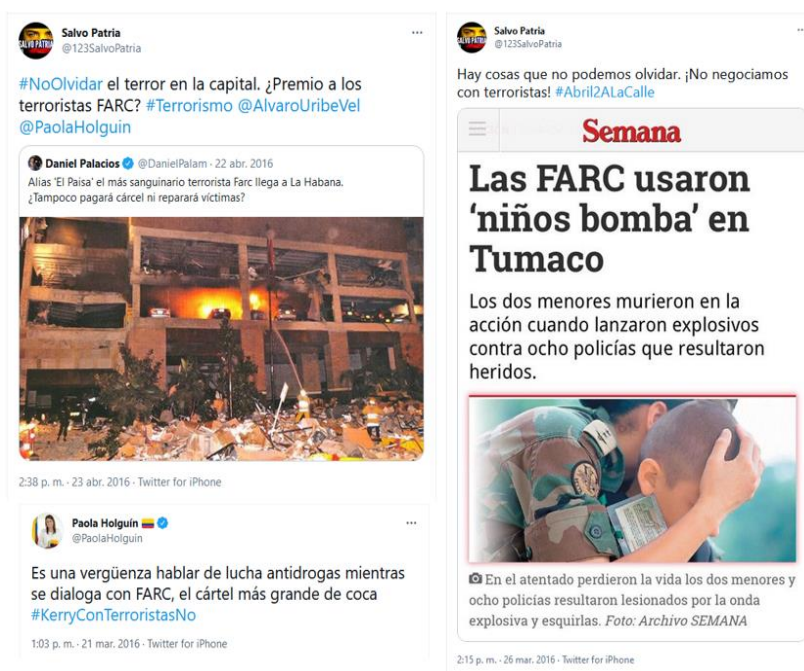 Salvo Patria
@123SalvoPatria
#NoOlvidar el terror en la capital. ¿Premio a los
terroristas FARC? #Terrorismo @AlvaroUribeVel
@PaolaHolguin
Daniel Palacios @DanielPalam · 22 abr. 2016
Alias 'El Paisa' el más sanguinario terrorista Farc llega a La Habana.
¿Tampoco pagará cárcel ni reparará víctimas?
2:38 p. m. · 23 abr. 2016 · Twitter for iPhone
Paola Holguín
@PaolaHolguin
Es una vergüenza hablar de lucha antidrogas mientras
se dialoga con FARC, el cártel más grande de coca
#KerryConTerroristasNo
1:03 p. m. · 21 mar. 2016 · Twitter for iPhone
Salvo Patria
@123SalvoPatria
Hay cosas que no podemos olvidar. ¡No negociamos
con terroristas! #Abril2ALaCalle
Semana
Las FARC usaron
‘niños bomba’ en
Tumaco
Los dos menores murieron en la
acción cuando lanzaron explosivos
contra ocho policías que resultaron
heridos.
En el atentado perdieron la vida los dos menores y
ocho policías resultaron lesionados por la onda
explosiva y esquirlas. Foto: Archivo SEMANA
2:15 p. m. · 26 mar. 2016 · Twitter for iPhone